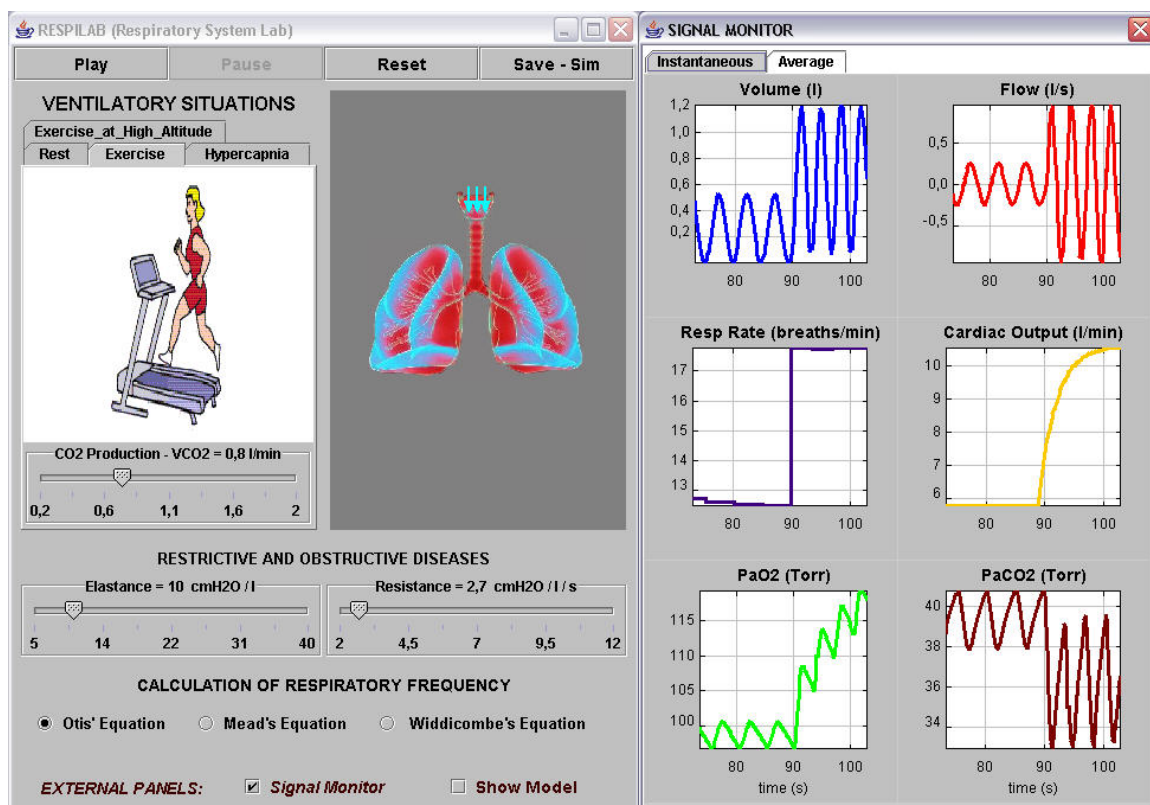 RESPILAB (Respiratory System Lab)
Play Pause Reset Save - Sim
VENTILATORY SITUATIONS
Exercise_at_High_Altitude
Rest Exercise Hypercapnia
CO2 Production - VCO2 = 0,8 l/min
0,2 0,6 1,1 1,6 2
RESTRICTIVE AND OBSTRUCTIVE DISEASES
Elastance = 10 cmH2O / l
5 14 22 31 40
Resistance = 2,7 cmH2O / l / s
2 4,5 7 9,5 12
CALCULATION OF RESPIRATORY FREQUENCY
Otis' Equation Mead's Equation Widdicombe's Equation
EXTERNAL PANELS: Signal Monitor Show Model
SIGNAL MONITOR
Instantaneous Average
Volume (l)
1,2
1,0
0,8
0,6
0,4
0,2
80 90 100
Flow (l/s)
0,5
0,0
-0,5
80 90 100
Resp Rate (breaths/min)
17
16
15
14
13
80 90 100
Cardiac Output (l/min)
10
9
8
7
6
80 90 100
PaO2 (Torr)
115
110
105
100
80 90 100
time (s)
PaCO2 (Torr)
40
38
36
34
80 90 100
time (s)